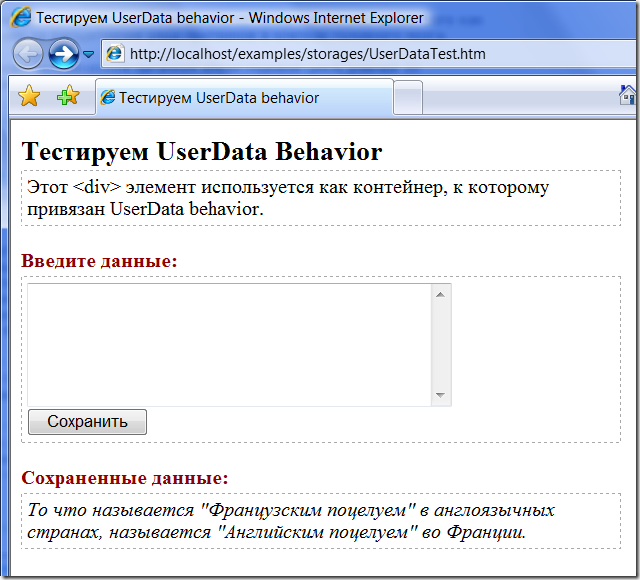 Тестируем UserData behavior - Windows Internet Explorer
http://localhost/examples/storages/UserDataTest.htm
Тестируем UserData behavior
Тестируем UserData Behavior
Этот <div> элемент используется как контейнер, к которому
привязан UserData behavior.
Введите данные:
Сохранить
Сохраненные данные:
То что называется "Французским поцелуем" в англоязычных
странах, называется "Английским поцелуем" во Франции.